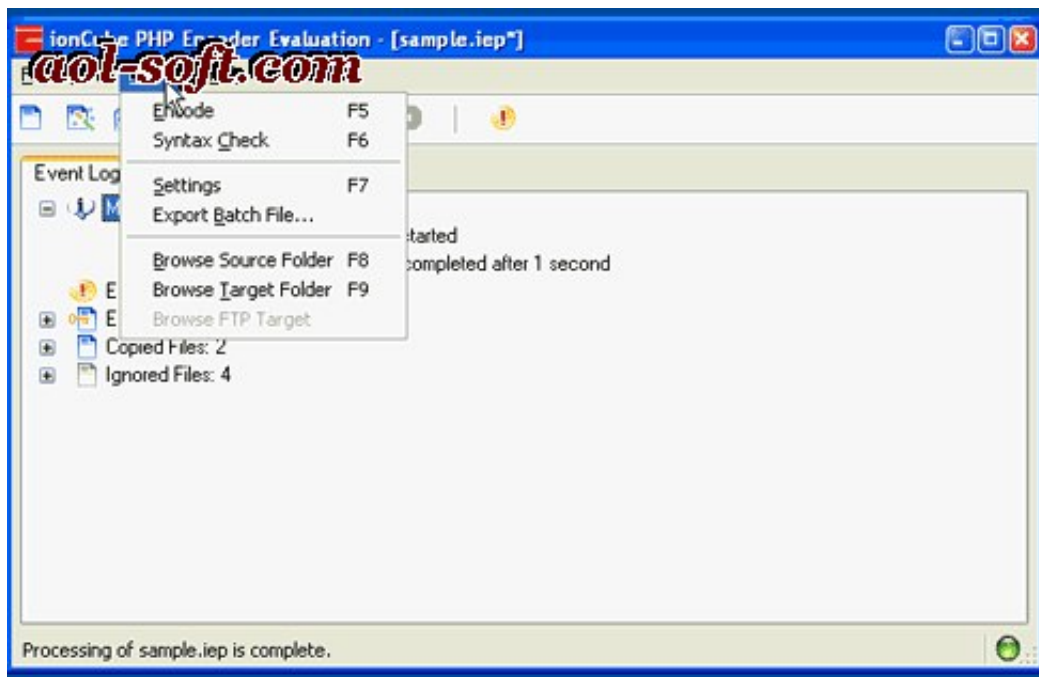 ionCube PHP Encoder Evaluation - [sample.iep*]
aol-soft.com
Encode F5
Syntax Check F6
Settings F7
Export Batch File...
Browse Source Folder F8
Browse Target Folder F9
Browse FTP Target
Event Log
M
started
completed after 1 second
E
E
Copied Files: 2
Ignored Files: 4
Processing of sample.iep is complete.